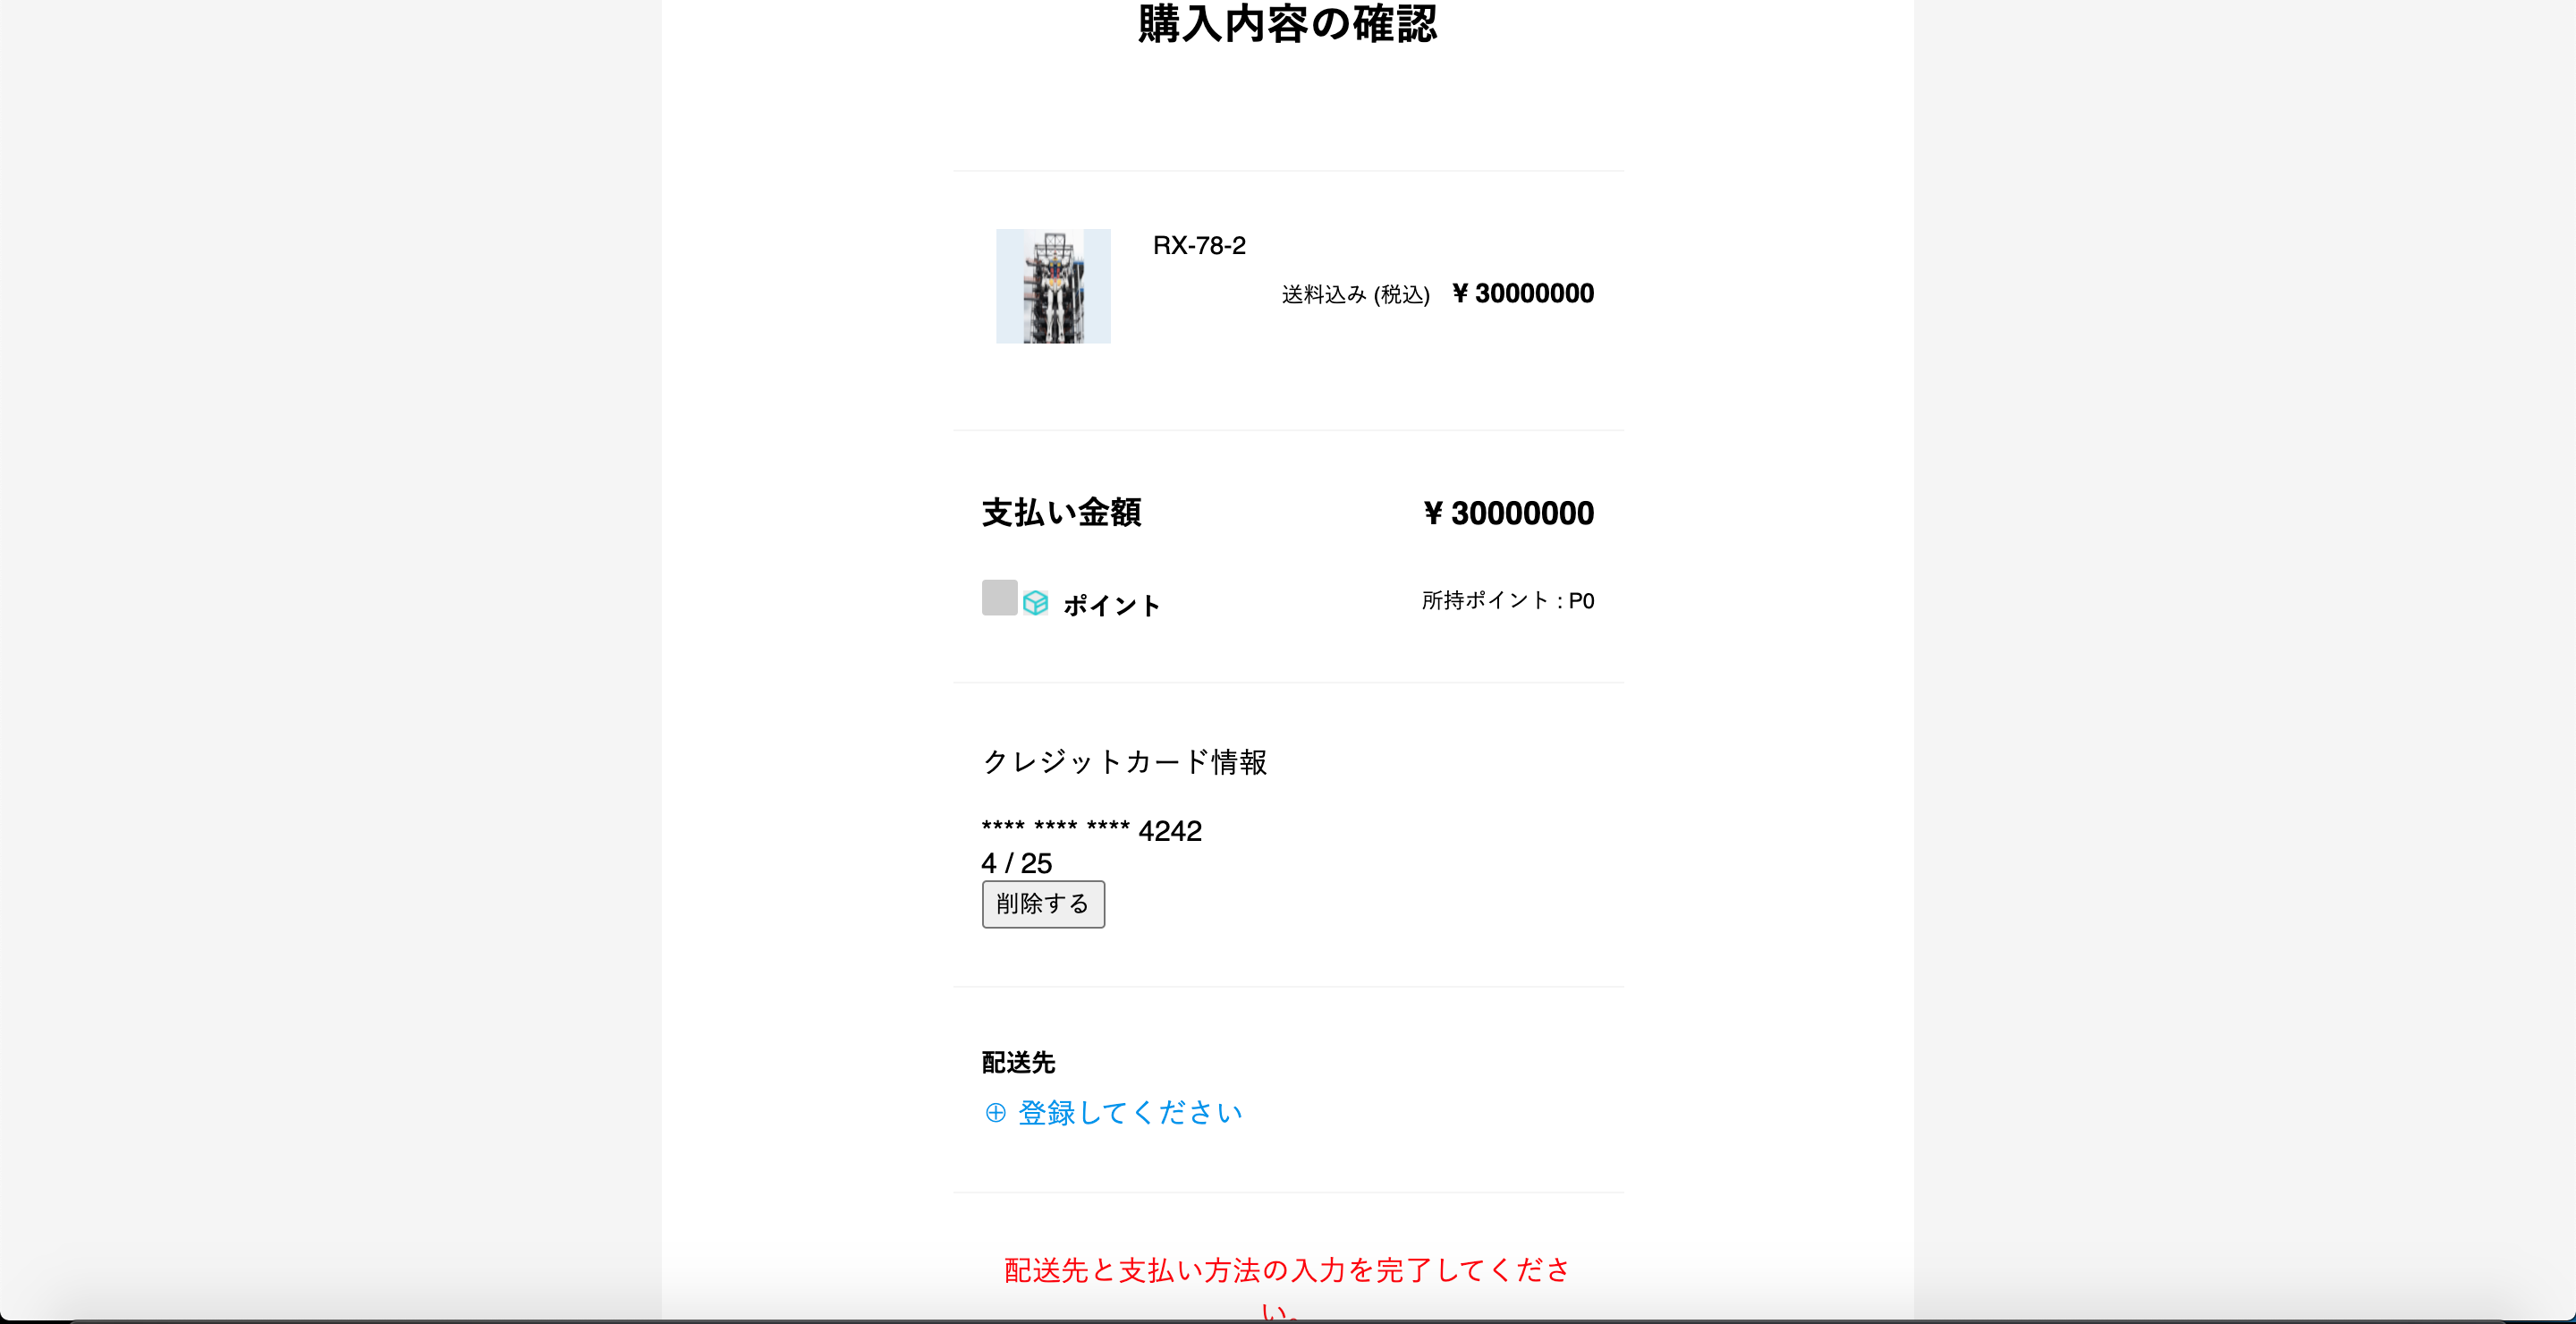 購入内容の確認
RX-78-2
送料込み (税込) ¥ 30000000
支払い金額 ¥ 30000000
ポイント 所持ポイント : P0
クレジットカード情報
**** **** **** 4242
4 / 25
削除する
配送先
⊕ 登録してください
配送先と支払い方法の入力を完了してくださ
い。